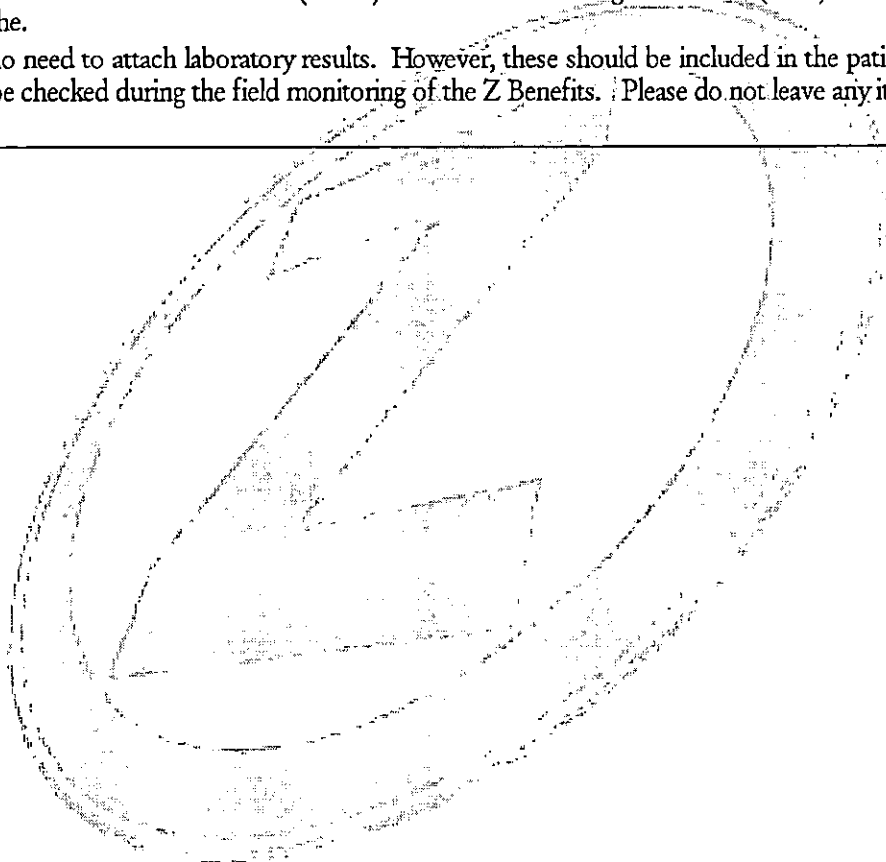 he.
o need to attach laboratory results. However, these should be included in the pati
be checked during the field monitoring of the Z Benefits. Please do not leave any it